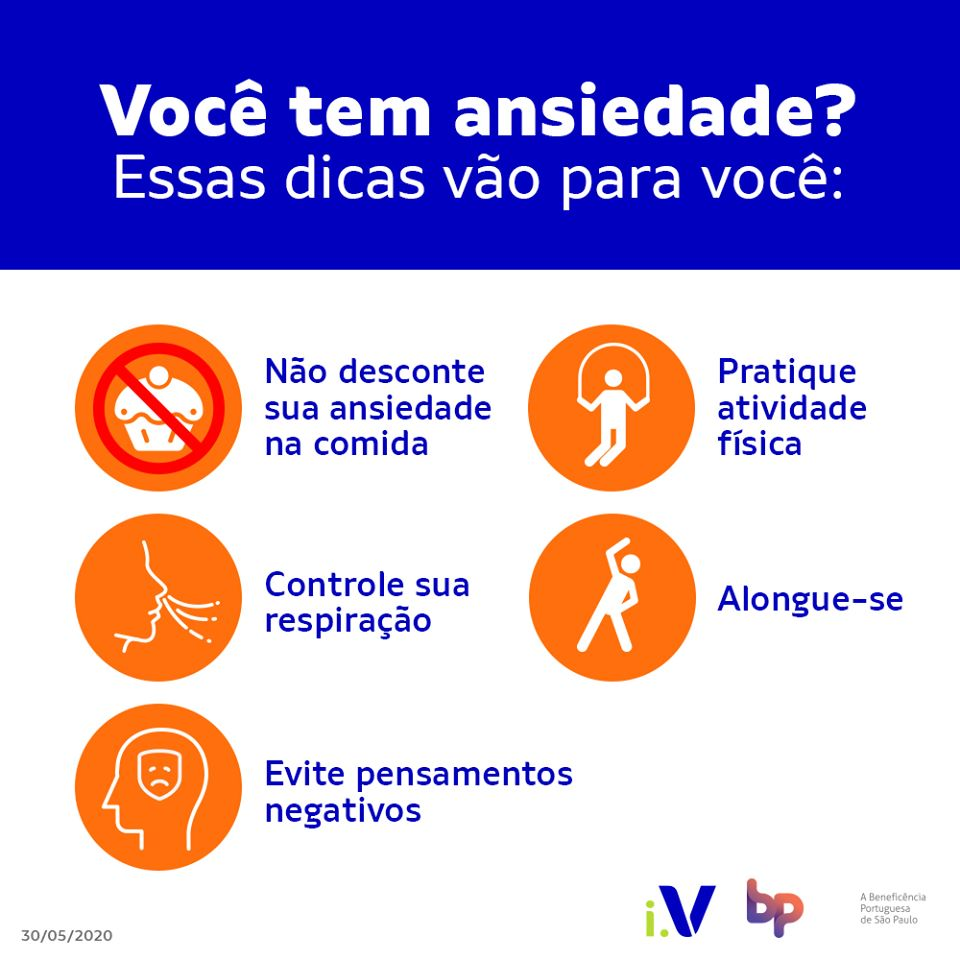 Você tem ansiedade?
Essas dicas vão para você:
Não desconte
sua ansiedade
na comida
Pratique
atividade
física
Controle sua
respiração
Alongue-se
Evite pensamentos
negativos
i.V
bp
A Beneficência
Portuguesa
de São Paulo
30/05/2020